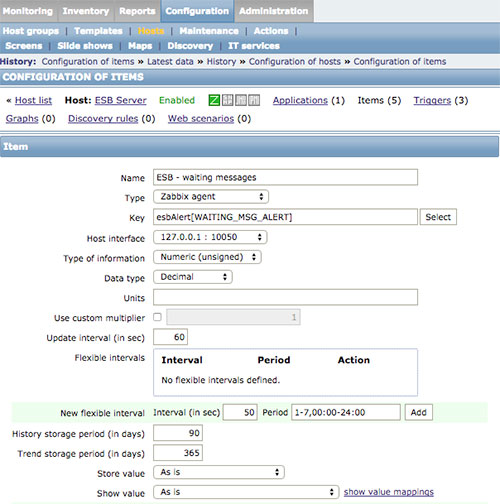 Monitoring Inventory Reports Configuration Administration
Host groups | Templates | Hosts | Maintenance | Actions |
Screens | Slide shows | Maps | Discovery | IT services
History: Configuration of items » Latest data » History » Configuration of hosts » Configuration of items
CONFIGURATION OF ITEMS
« Host list Host: ESB Server Enabled Applications (1) Items (5) Triggers (3)
Graphs (0) Discovery rules (0) Web scenarios (0)
Item
Name ESB - waiting messages
Type Zabbix agent
Key esbAlert[WAITING_MSG_ALERT] Select
Host interface 127.0.0.1 : 10050
Type of information Numeric (unsigned)
Data type Decimal
Units
Use custom multiplier 1
Update interval (in sec) 60
Flexible intervals Interval Period Action
No flexible intervals defined.
New flexible interval Interval (in sec) 50 Period 1-7,00:00-24:00 Add
History storage period (in days) 90
Trend storage period (in days) 365
Store value As is
Show value As is show value mappings